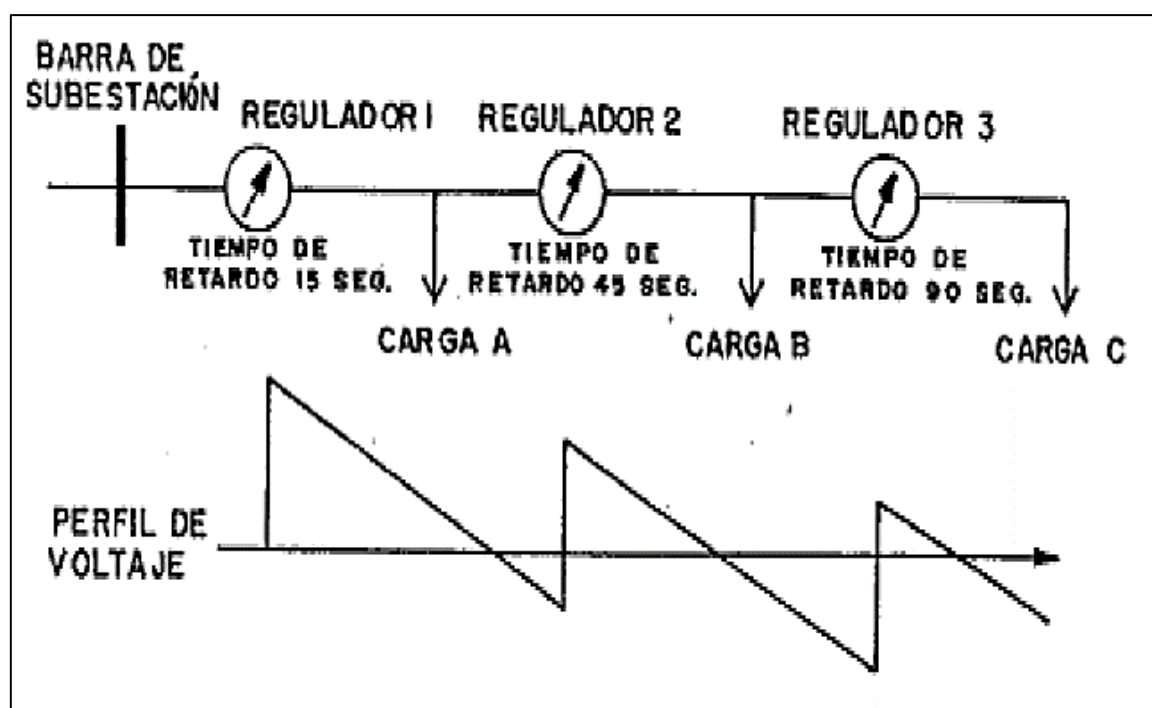 BARRA DE
SUBESTACIÓN
REGULADOR 1
REGULADOR 2
REGULADOR 3
TIEMPO DE
RETARDO 15 SEG.
TIEMPO DE
RETARDO 45 SEG.
TIEMPO DE
RETARDO 90 SEG.
CARGA A
CARGA B
CARGA C
PERFIL DE
VOLTAJE